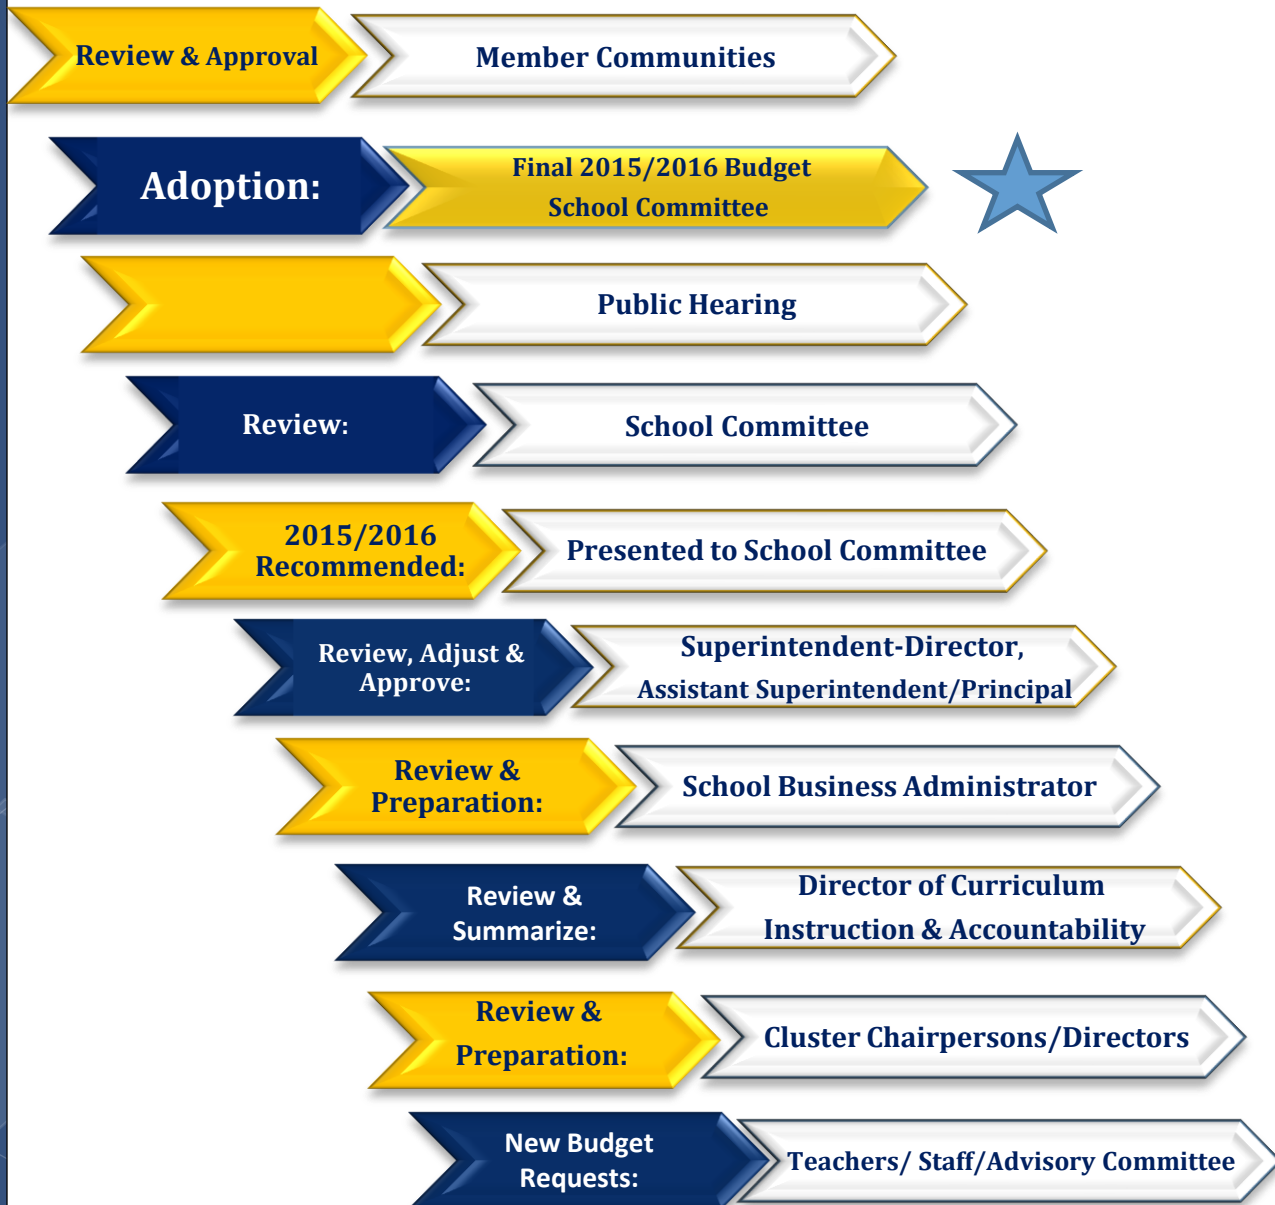 Review & Approval
Member Communities
Adoption:
Final 2015/2016 Budget
School Committee
Public Hearing
Review:
School Committee
2015/2016
Recommended:
Presented to School Committee
Review, Adjust &
Approve:
Superintendent-Director,
Assistant Superintendent/Principal
Review &
Preparation:
School Business Administrator
Review &
Summarize:
Director of Curriculum
Instruction & Accountability
Review &
Preparation:
Cluster Chairpersons/Directors
New Budget
Requests:
Teachers/ Staff/Advisory Committee